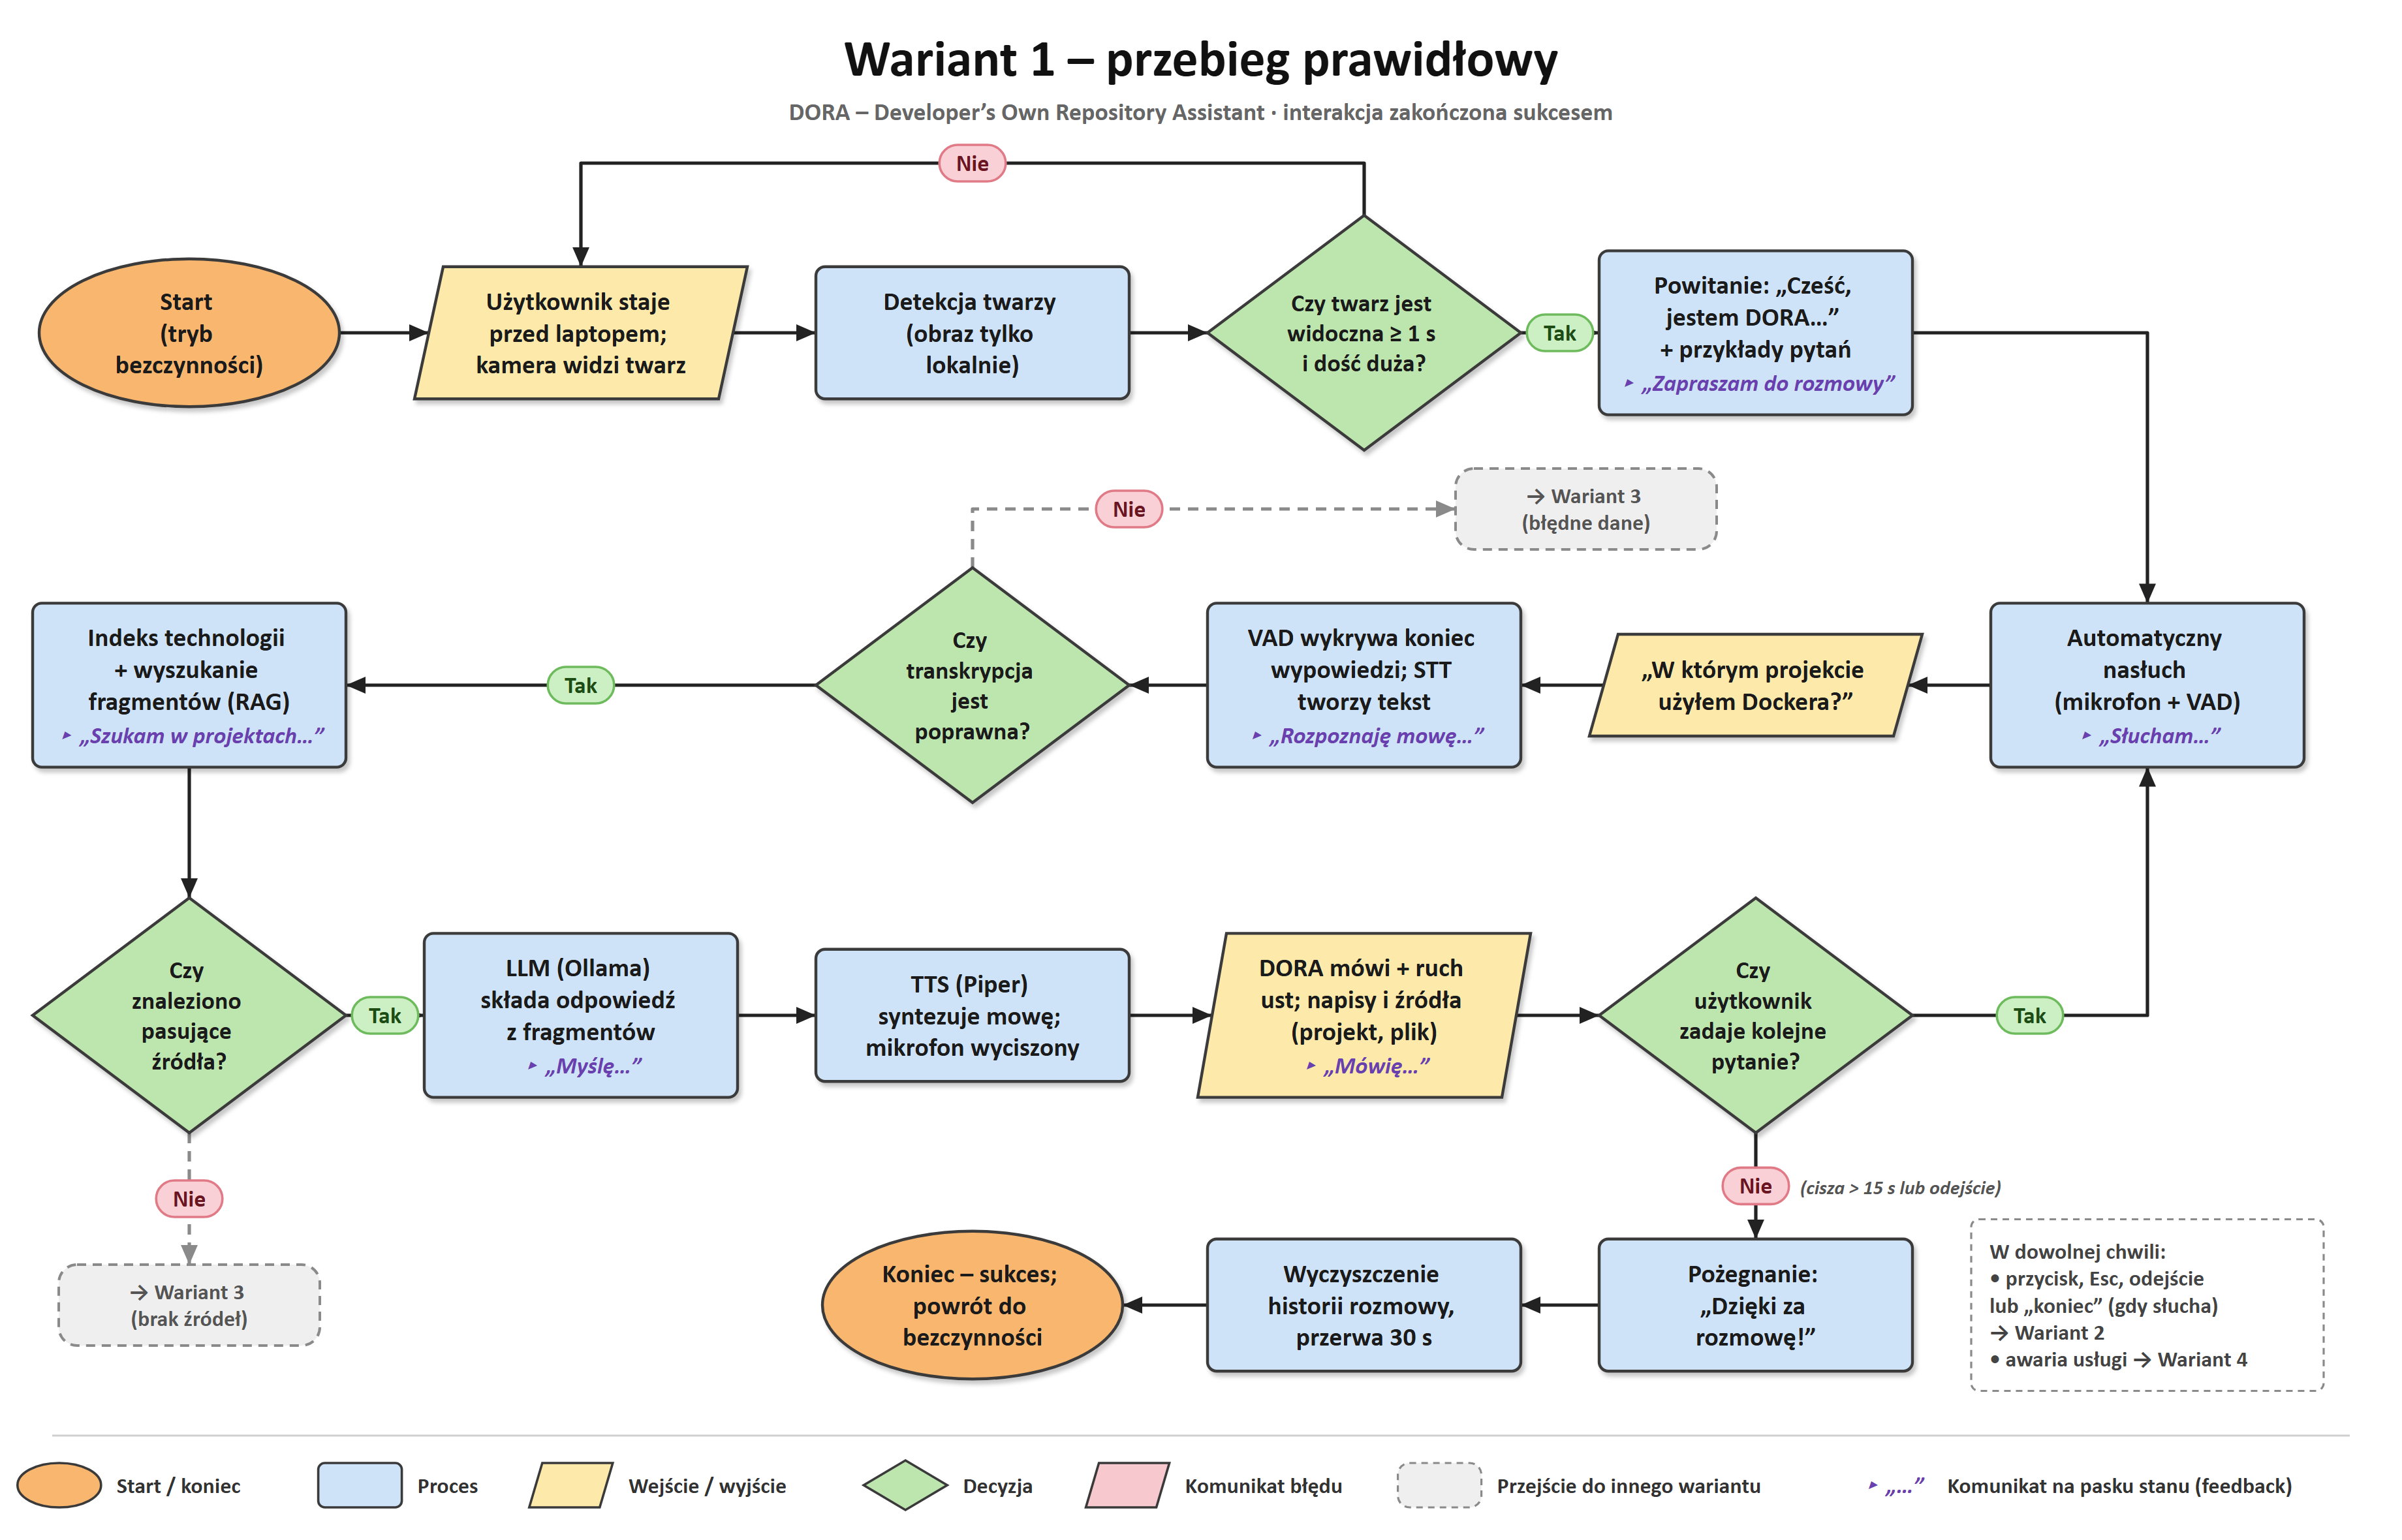 Wariant 1 – przebieg prawidłowy
DORA – Developer’s Own Repository Assistant · interakcja zakończona sukcesem
Nie
Start
(tryb
bezczynności)
Użytkownik staje
przed laptopem;
kamera widzi twarz
Detekcja twarzy
(obraz tylko
lokalnie)
Czy twarz jest
widoczna ≥ 1 s
i dość duża?
Tak
Powitanie: „Cześć,
jestem DORA…”
+ przykłady pytań
▸ „Zapraszam do rozmowy”
Nie
→ Wariant 3
(błędne dane)
Indeks technologii
+ wyszukanie
fragmentów (RAG)
▸ „Szukam w projektach…”
Tak
Czy
transkrypcja
jest
poprawna?
VAD wykrywa koniec
wypowiedzi; STT
tworzy tekst
▸ „Rozpoznaję mowę…”
„W którym projekcie
użyłem Dockera?”
Automatyczny
nasłuch
(mikrofon + VAD)
▸ „Słucham…”
Czy
znaleziono
pasujące
źródła?
Tak
LLM (Ollama)
składa odpowiedź
z fragmentów
▸ „Myślę…”
TTS (Piper)
syntezuje mowę;
mikrofon wyciszony
DORA mówi + ruch
ust; napisy i źródła
(projekt, plik)
▸ „Mówię…”
Czy
użytkownik
zadaje kolejne
pytanie?
Tak
Nie
Nie
(cisza > 15 s lub odejście)
→ Wariant 3
(brak źródeł)
Koniec – sukces;
powrót do
bezczynności
Wyczyszczenie
historii rozmowy,
przerwa 30 s
Pożegnanie:
„Dzięki za
rozmowę!”
W dowolnej chwili:
• przycisk, Esc, odejście
lub „koniec” (gdy słucha)
→ Wariant 2
• awaria usługi → Wariant 4
Start / koniec
Proces
Wejście / wyjście
Decyzja
Komunikat błędu
Przejście do innego wariantu
▸ „…”
Komunikat na pasku stanu (feedback)